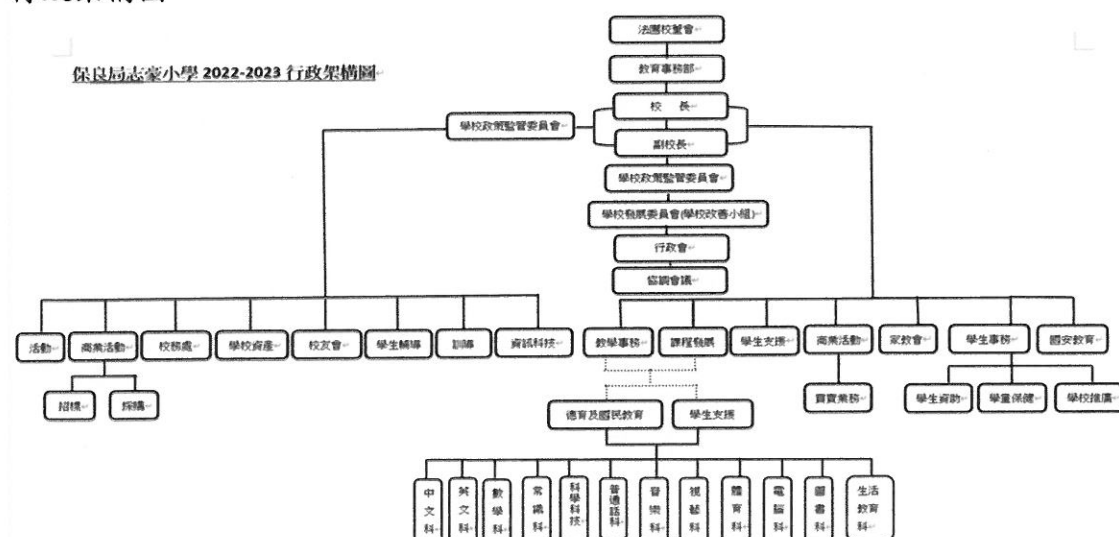 保良局志豪小學 2022-2023 行政架構圖
法團校董會
教育事務部
校 長
學校政策監管委員會
副校長
學校政策監管委員會
學校發展委員會(學校改善小組)
行政會
協調會議
活動
商業活動
校務處
學校資產
校友會
學生輔導
訓導
資訊科技
教學事務
課程發展
學生支援
商業活動
家教會
學生事務
國安教育
招標
採購
買賣業務
學生資助
學童保健
學校推廣
德育及國民教育
學生支援
中文科
英文科
數學科
常識科
科學科技
普通話科
音樂科
視藝科
體育科
電腦科
圖書科
生活教育科